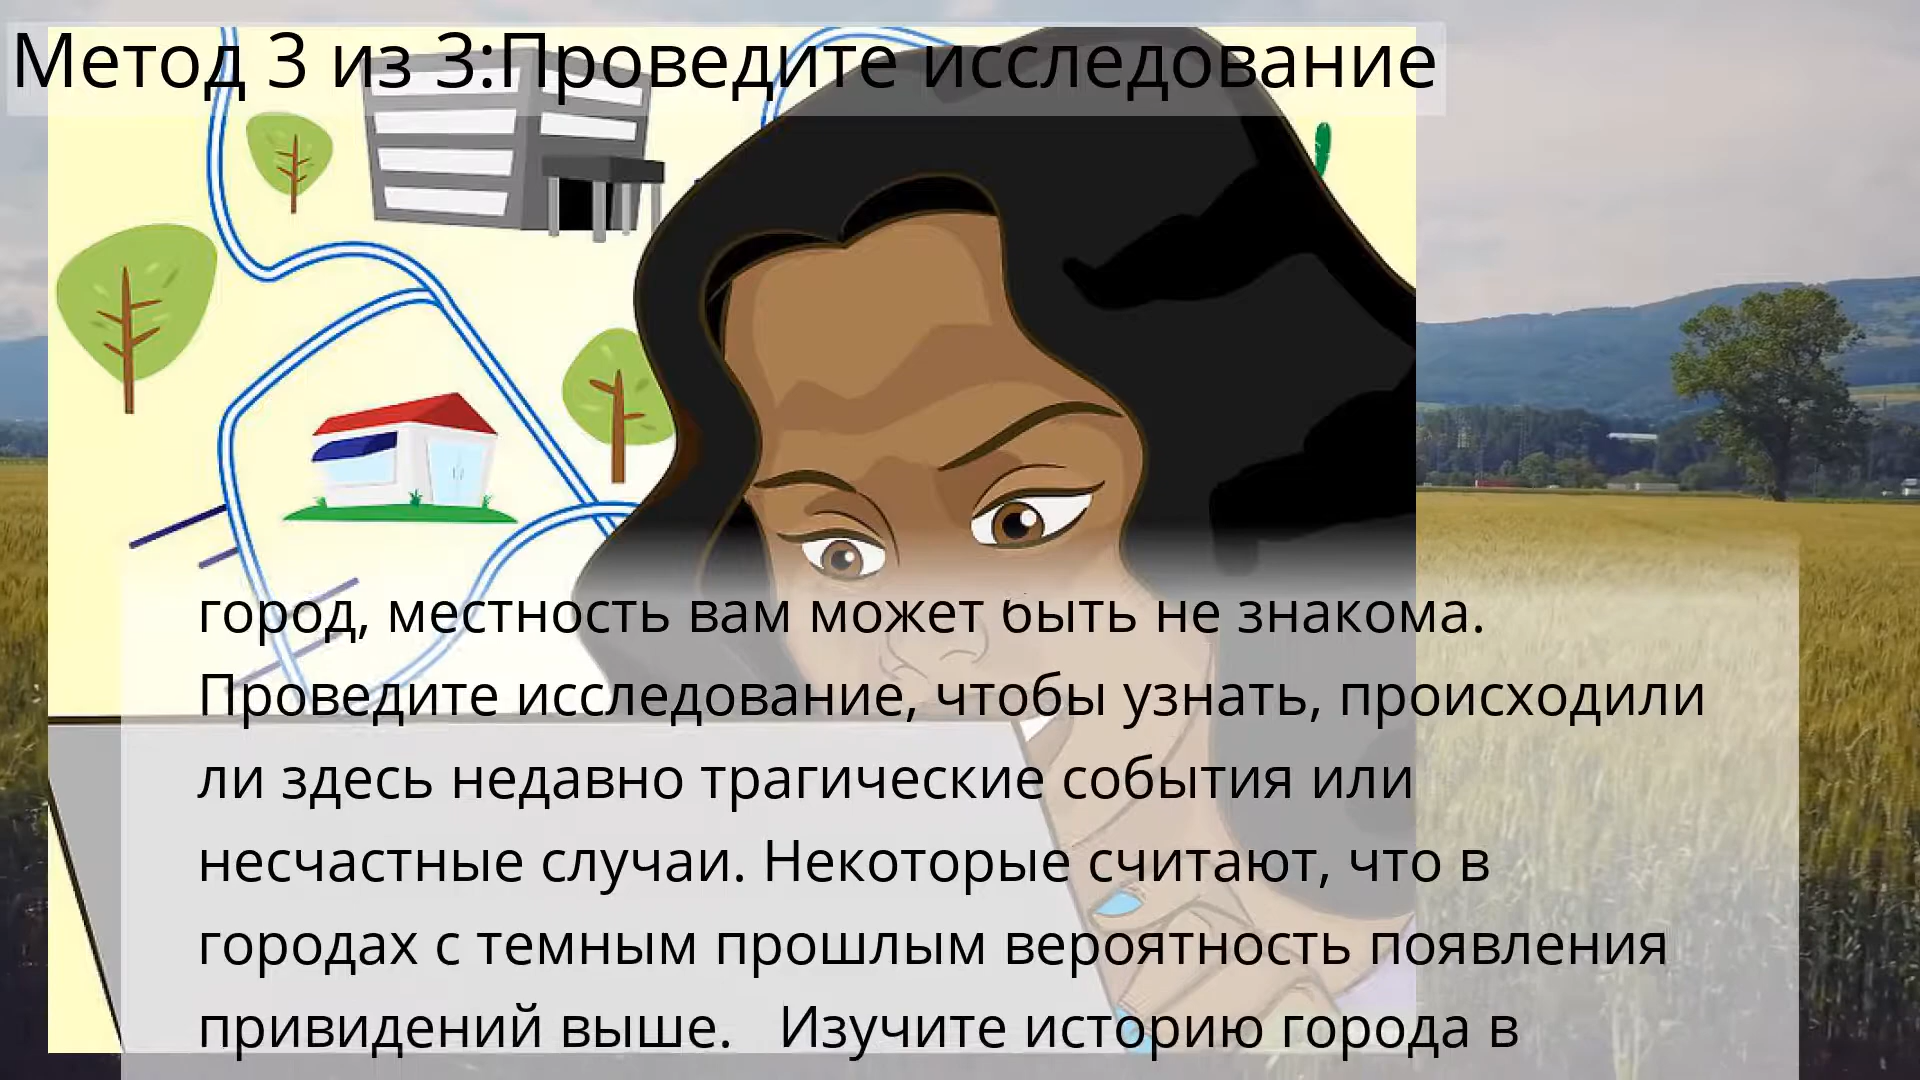 Метод 3 из 3:Проведите исследование
город, местность вам может быть не знакома.
Проведите исследование, чтобы узнать, происходили
ли здесь недавно трагические события или
несчастные случаи. Некоторые считают, что в
городах с темным прошлым вероятность появления
привидений выше.   Изучите историю города в